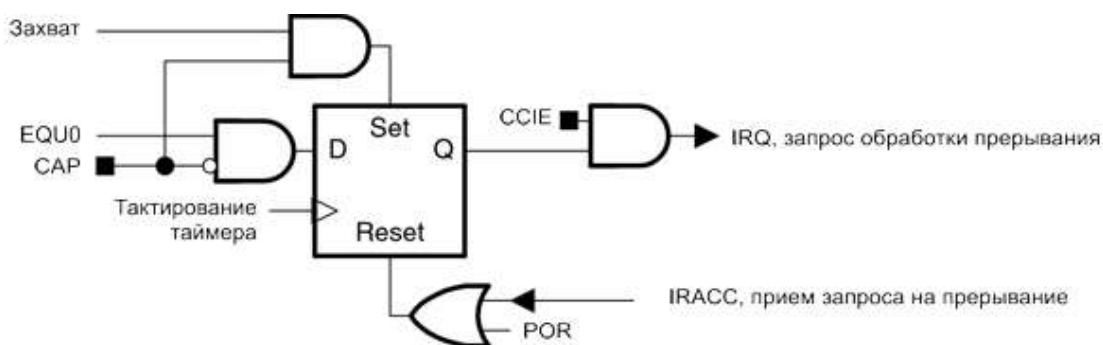 Захват
Set
CCIE
EQU0
D
Q
IRQ, запрос обработки прерывания
CAP
Тактирование
таймера
Reset
IRACC, прием запроса на прерывание
POR